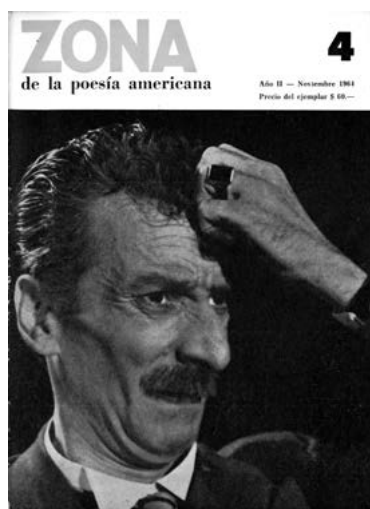 ZONA
4
de la poesía americana
Año II — Noviembre 1964
Precio del ejemplar $ 60.—